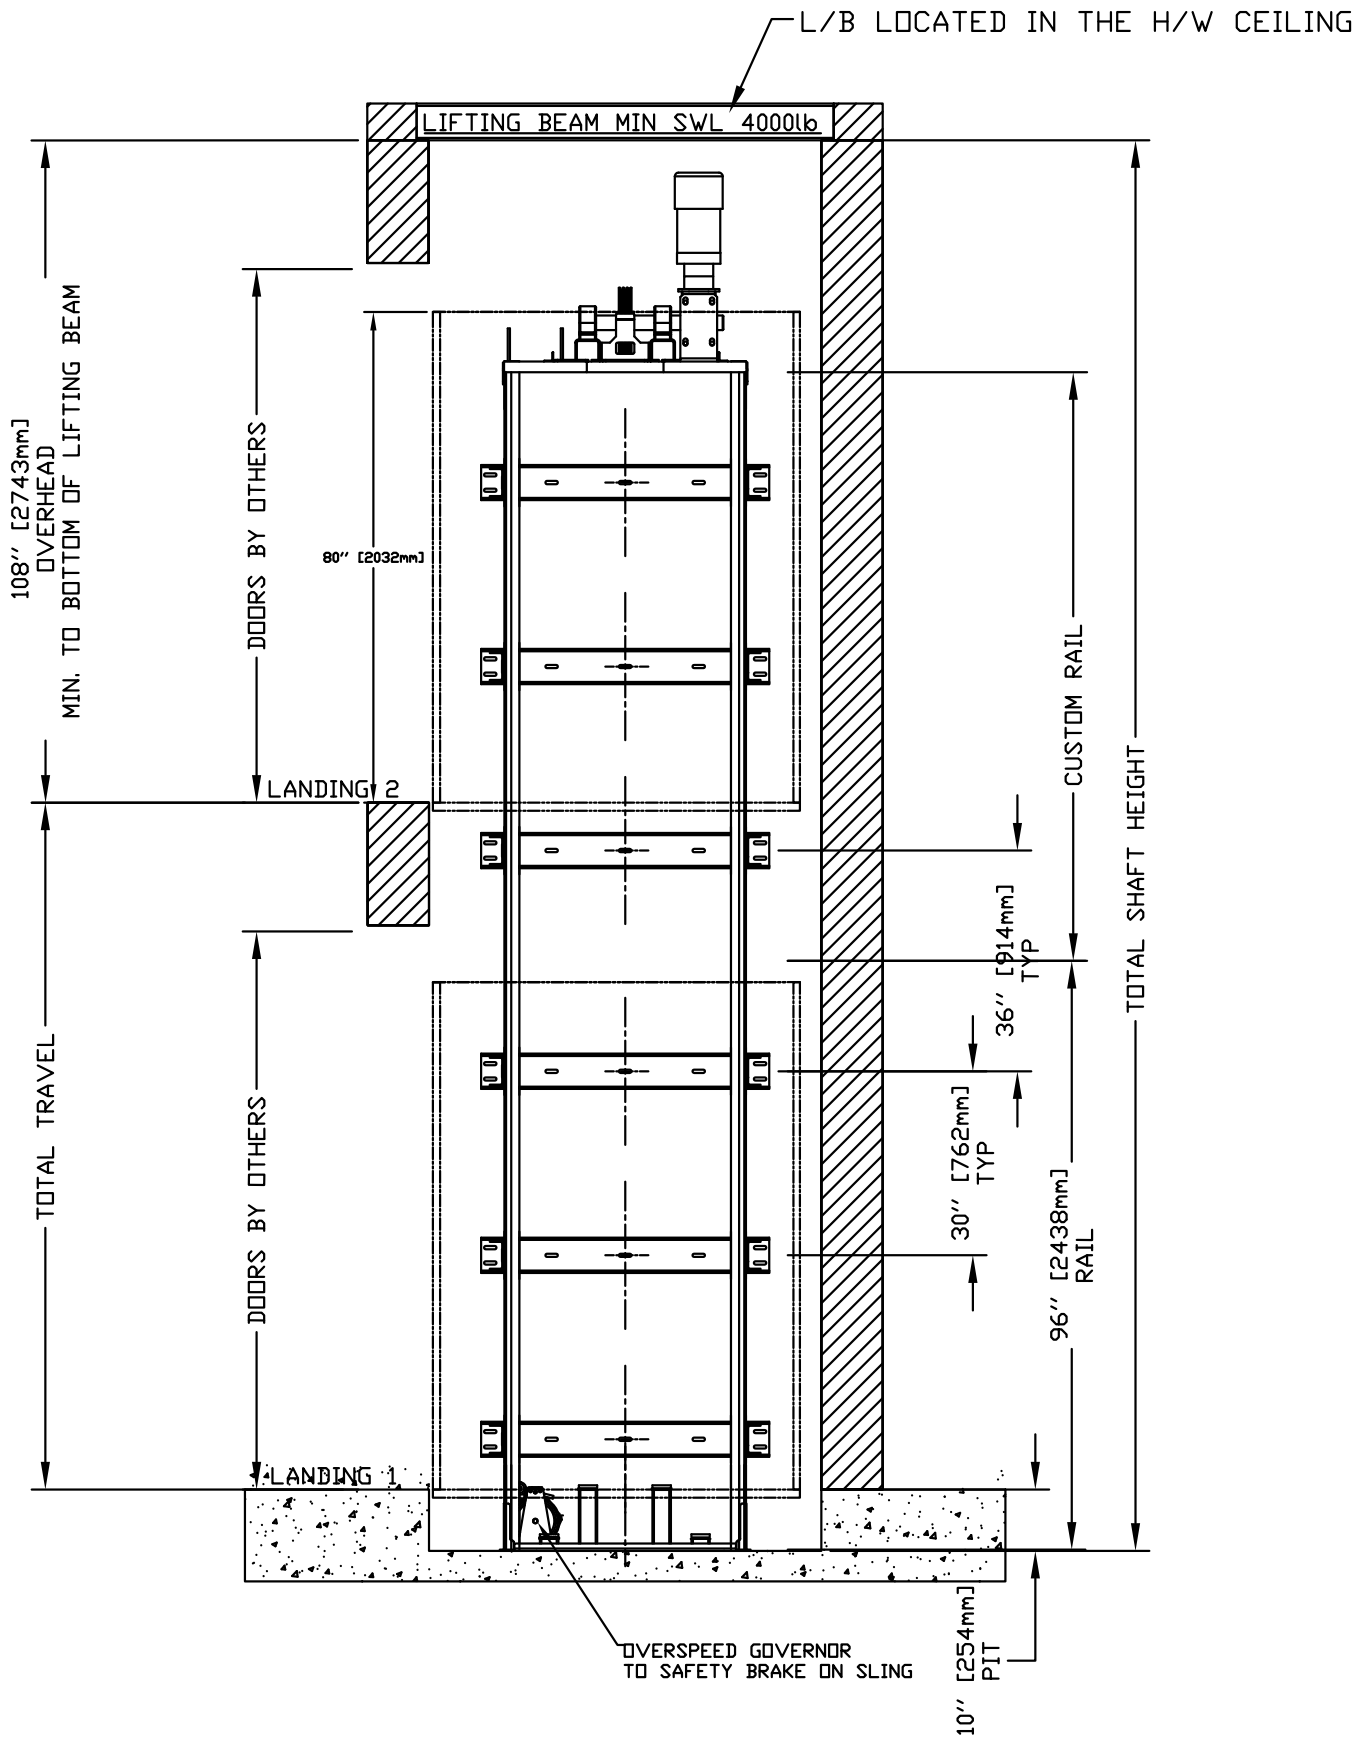 L/B LOCATED IN THE H/W CEILING
LIFTING BEAM MIN SWL 4000lb
108'' [2743mm]
OVERHEAD
MIN. TO BOTTOM OF LIFTING BEAM
DOORS BY OTHERS
80'' [2032mm]
CUSTOM RAIL
TOTAL SHAFT HEIGHT
LANDING 2
36'' [914mm]
TYP
TOTAL TRAVEL
DOORS BY OTHERS
30'' [762mm]
TYP
96'' [2438mm]
RAIL
LANDING 1
OVERSPEED GOVERNOR
TO SAFETY BRAKE ON SLING
10'' [254mm]
PIT